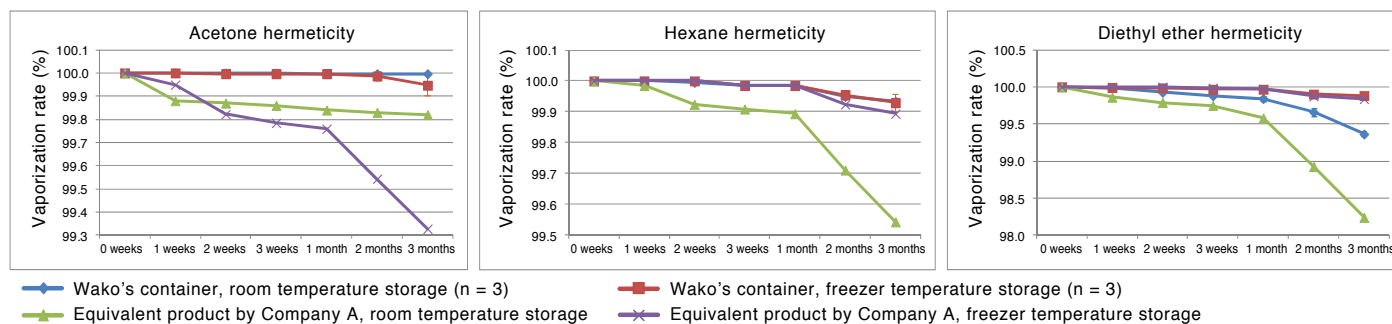 Acetone hermeticity
Vaporization rate (%)
100.1
100.0
99.9
99.8
99.7
99.6
99.5
99.4
99.3
0 weeks 1 week 2 weeks 3 weeks 1 month 2 months 3 months
Hexane hermeticity
Vaporization rate (%)
100.1
100.0
99.9
99.8
99.7
99.6
99.5
0 weeks 1 week 2 weeks 3 weeks 1 month 2 months 3 months
Diethyl ether hermeticity
Vaporization rate (%)
100.5
100.0
99.5
99.0
98.5
98.0
0 weeks 1 week 2 weeks 3 weeks 1 month 2 months 3 months
Wako's container, room temperature storage (n = 3)
Wako's container, freezer temperature storage (n = 3)
Equivalent product by Company A, room temperature storage
Equivalent product by Company A, freezer temperature storage